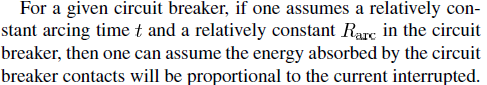 For a given circuit breaker, if one assumes a relatively con-
stant arcing time t and a relatively constant R_arc in the circuit
breaker, then one can assume the energy absorbed by the circuit
breaker contacts will be proportional to the current interrupted.